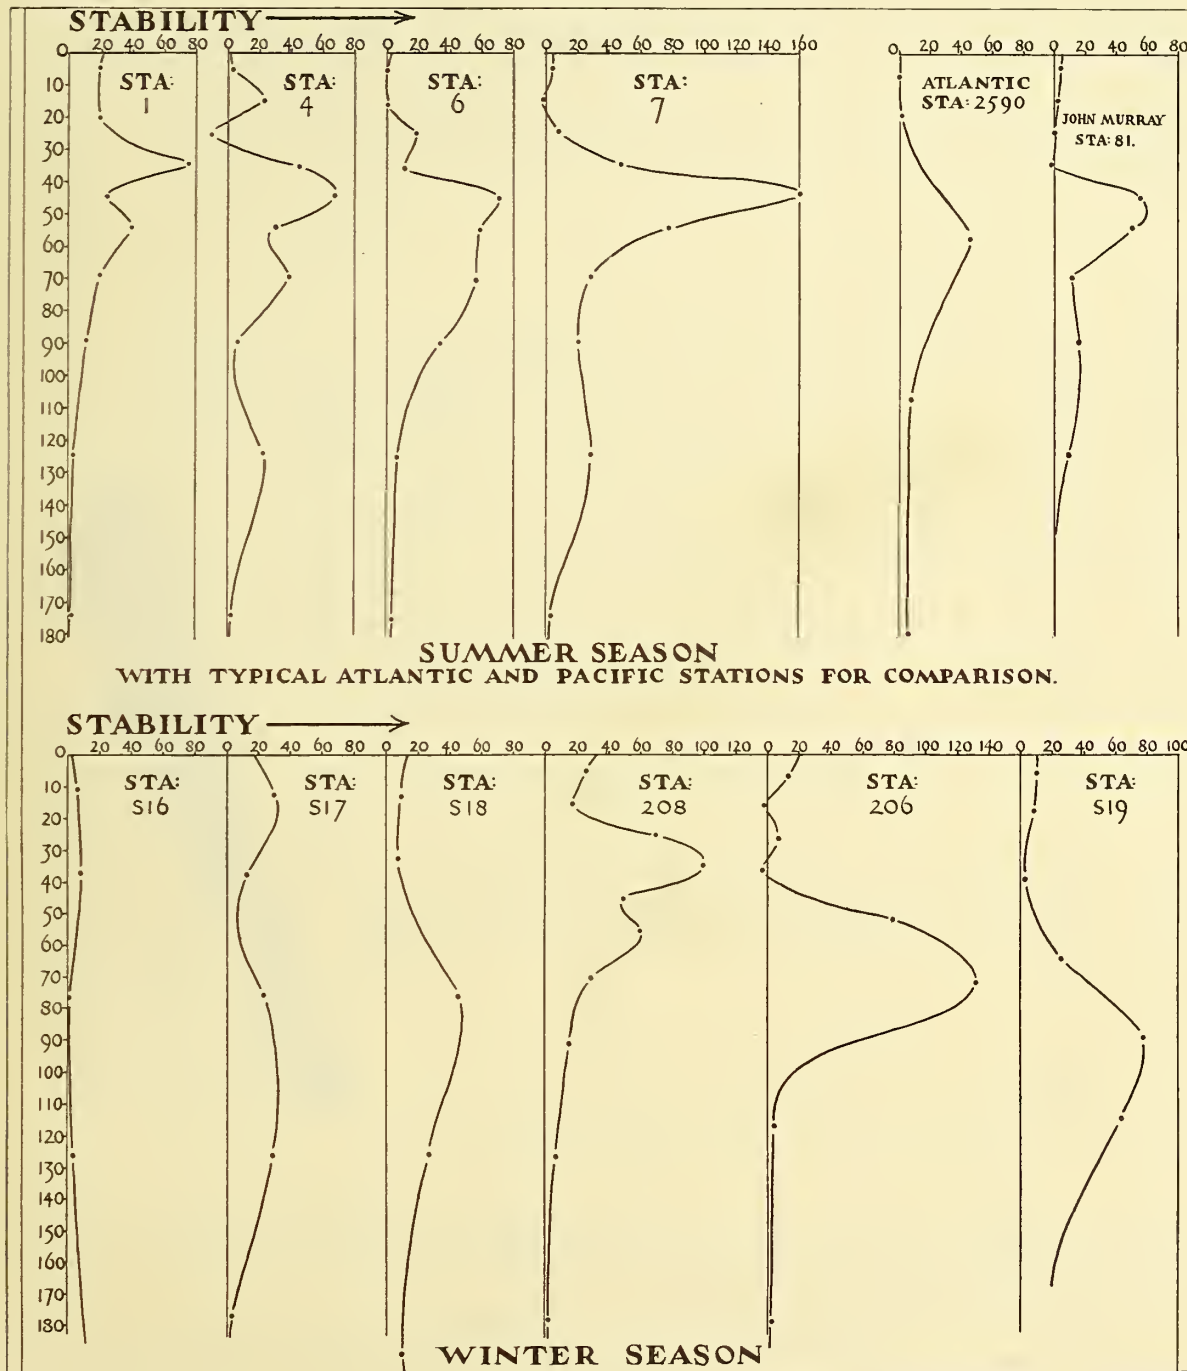 STABILITY
0 20 40 60 80 0 20 40 60 80 0 20 40 60 80 0 20 40 60 80 100 120 140 160 0 20 40 60 80 0 20 40 60 80
10
20
30
40
50
60
70
80
90
100
110
120
130
140
150
160
170
180
STA:
1
STA:
4
STA:
6
STA:
7
ATLANTIC
STA: 2590
JOHN MURRAY
STA: 81.
SUMMER SEASON
WITH TYPICAL ATLANTIC AND PACIFIC STATIONS FOR COMPARISON.
STABILITY
0 20 40 60 80 0 20 40 60 80 0 20 40 60 80 0 20 40 60 80 100 120 0 20 40 60 80 100 120 140 0 20 40 60 80 100
10
20
30
40
50
60
70
80
90
100
110
120
130
140
150
160
170
180
STA:
S16
STA:
S17
STA:
S18
STA:
208
STA:
206
STA:
S19
WINTER SEASON